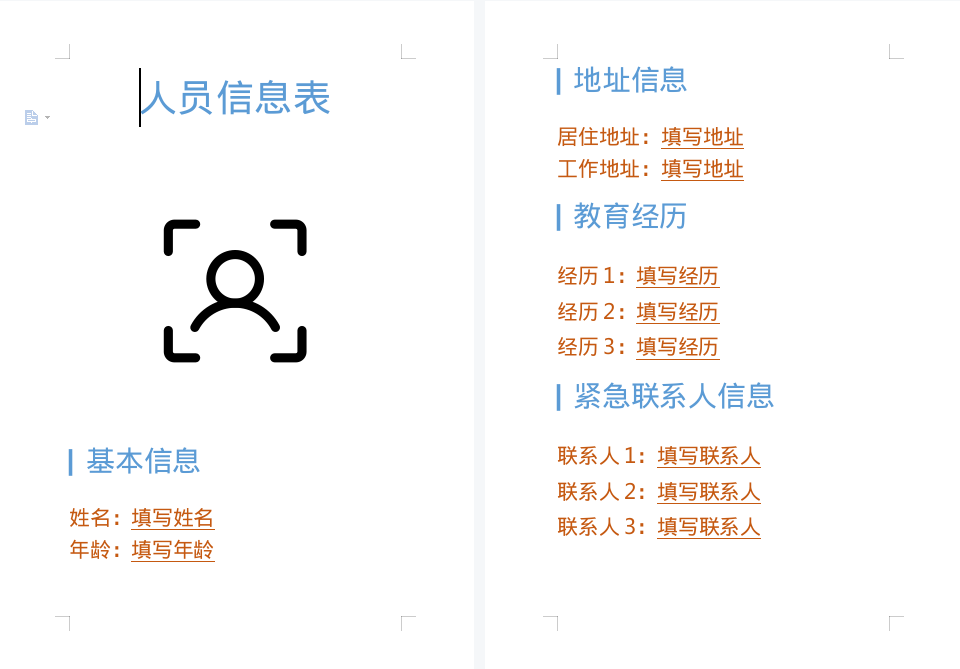 人员信息表
基本信息
姓名：填写姓名
年龄：填写年龄
地址信息
居住地址：填写地址
工作地址：填写地址
教育经历
经历1：填写经历
经历2：填写经历
经历3：填写经历
紧急联系人信息
联系人1：填写联系人
联系人2：填写联系人
联系人3：填写联系人